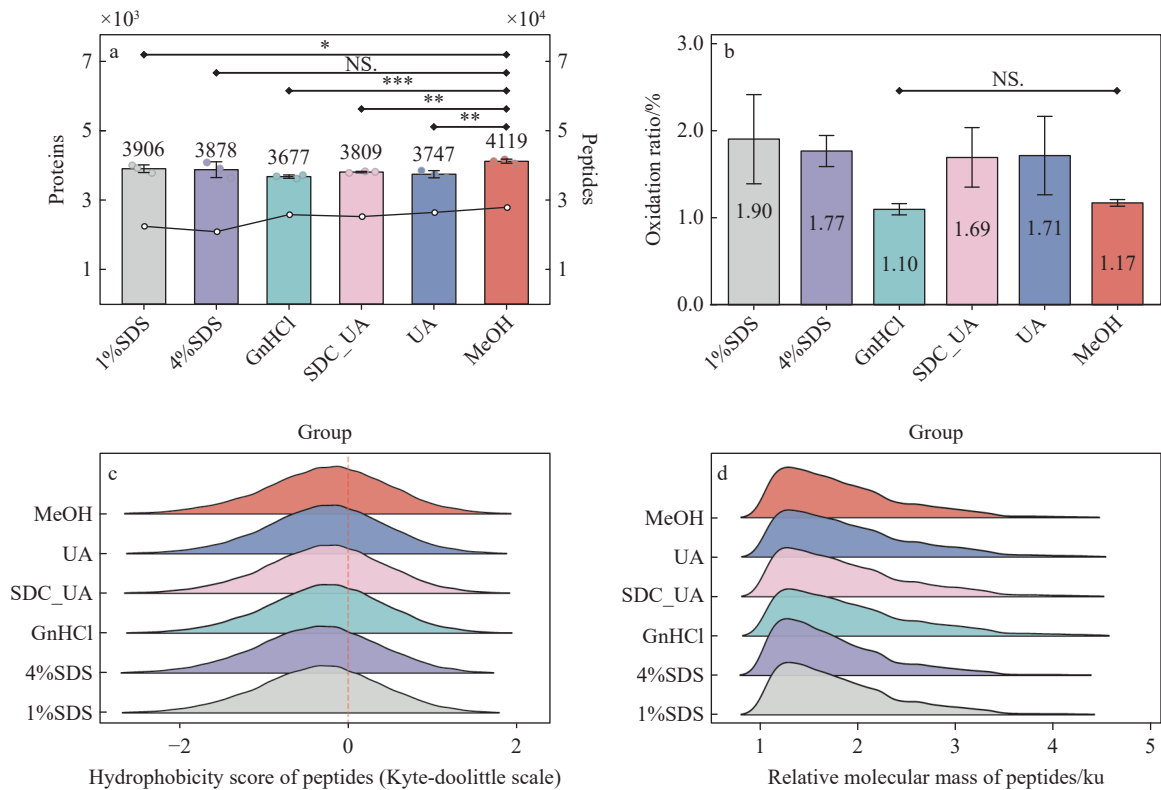 ×10³
×10⁴
a
7
5
3
1
Proteins
7
5
3
1
Peptides
*
NS.
***
**
**
3906
3878
3677
3809
3747
4119
1%SDS
4%SDS
GnHCl
SDC_UA
UA
MeOH
Group
b
3.0
2.0
1.0
0.0
Oxidation ratio/%
NS.
1.90
1.77
1.10
1.69
1.71
1.17
1%SDS
4%SDS
GnHCl
SDC_UA
UA
MeOH
Group
c
MeOH
UA
SDC_UA
GnHCl
4%SDS
1%SDS
−2
0
2
Hydrophobicity score of peptides (Kyte-doolittle scale)
d
MeOH
UA
SDC_UA
GnHCl
4%SDS
1%SDS
1
2
3
4
5
Relative molecular mass of peptides/ku